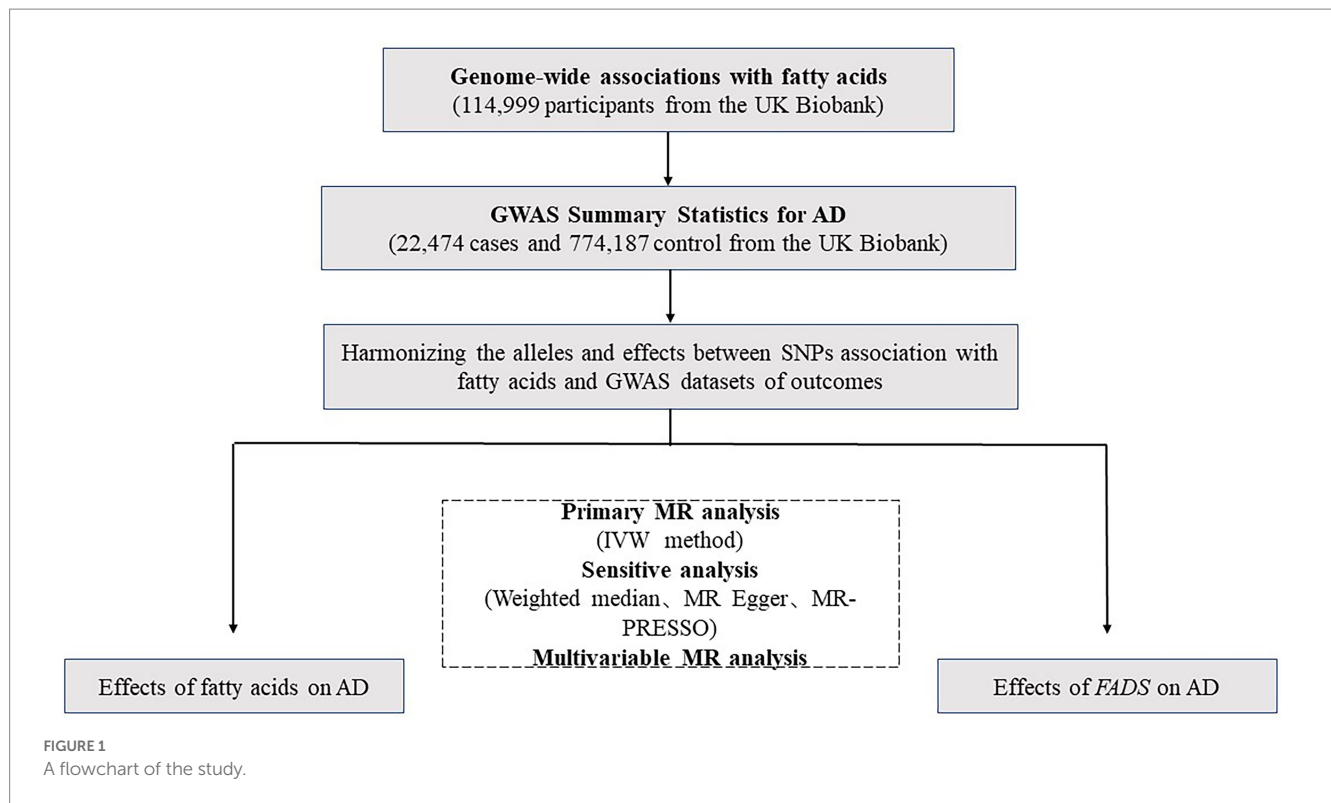 Genome-wide associations with fatty acids
(114,999 participants from the UK Biobank)
GWAS Summary Statistics for AD
(22,474 cases and 774,187 control from the UK Biobank)
Harmonizing the alleles and effects between SNPs association with
fatty acids and GWAS datasets of outcomes
Primary MR analysis
(IVW method)
Sensitive analysis
(Weighted median、MR Egger、MR-
PRESSO)
Multivariable MR analysis
Effects of fatty acids on AD
Effects of FADS on AD
FIGURE 1
A flowchart of the study.